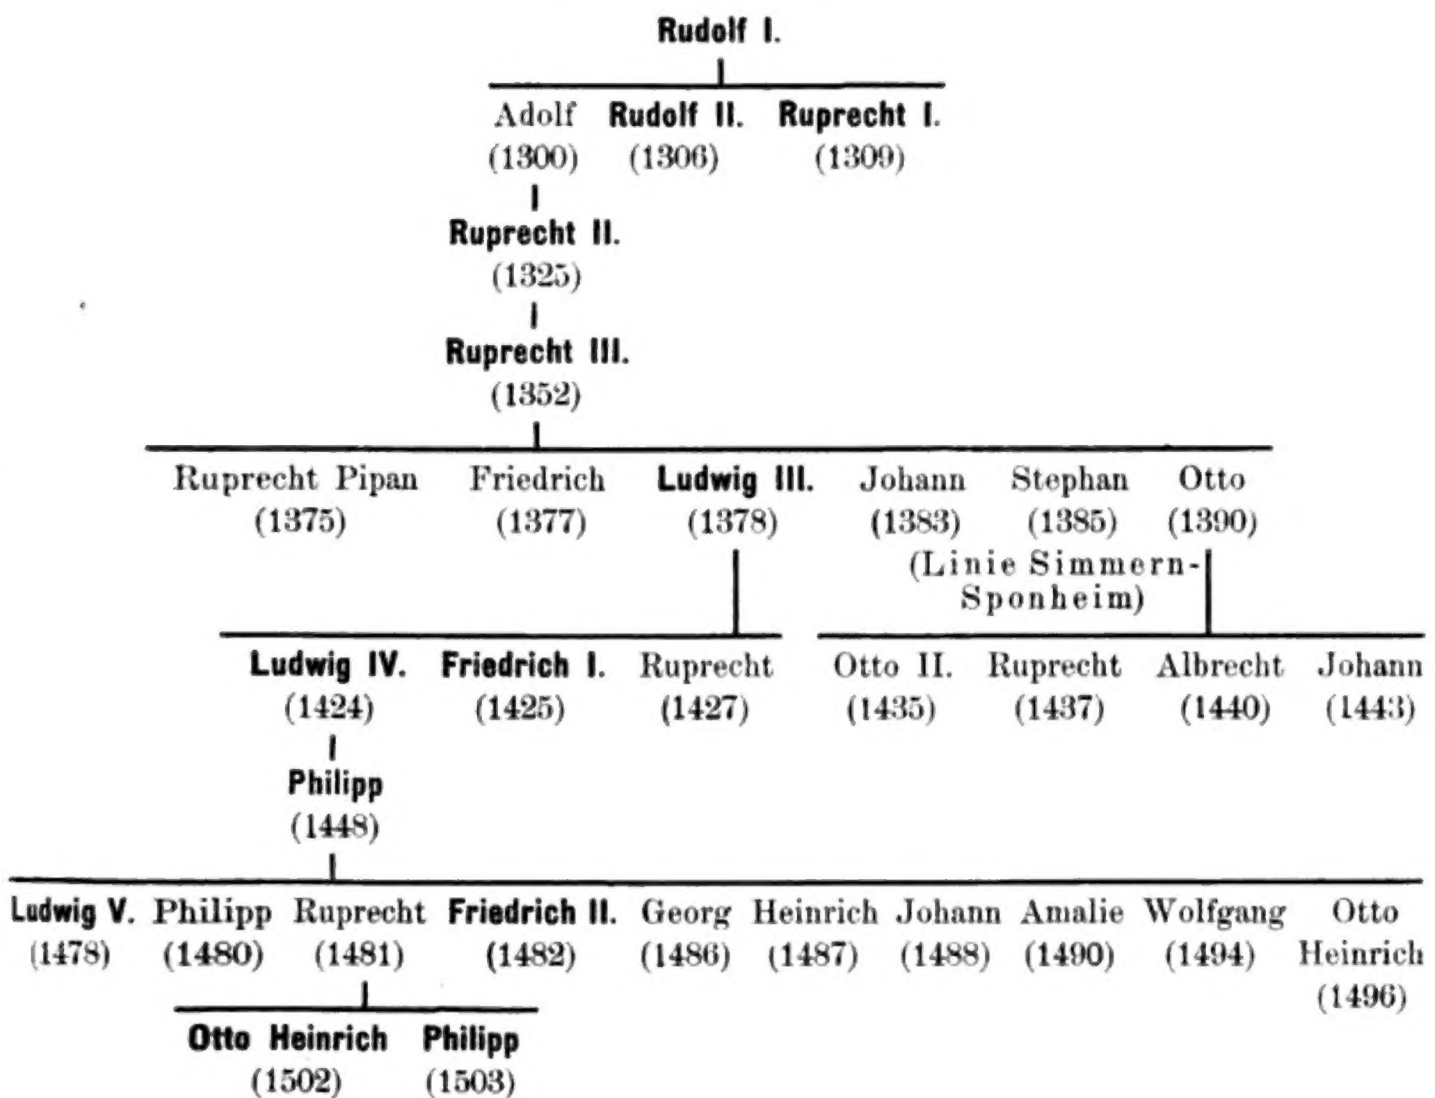 Rudolf I.
Adolf Rudolf II. Ruprecht I.
(1300) (1306) (1309)
Ruprecht II.
(1325)
Ruprecht III.
(1352)
Ruprecht Pipan Friedrich Ludwig III. Johann Stephan Otto
(1375) (1377) (1378) (1383) (1385) (1390)
(Linie Simmern-
Sponheim)
Ludwig IV. Friedrich I. Ruprecht Otto II. Ruprecht Albrecht Johann
(1424) (1425) (1427) (1435) (1437) (1440) (1443)
Philipp
(1448)
Ludwig V. Philipp Ruprecht Friedrich II. Georg Heinrich Johann Amalie Wolfgang Otto
(1478) (1480) (1481) (1482) (1486) (1487) (1488) (1490) (1494) Heinrich
(1496)
Otto Heinrich Philipp
(1502) (1503)